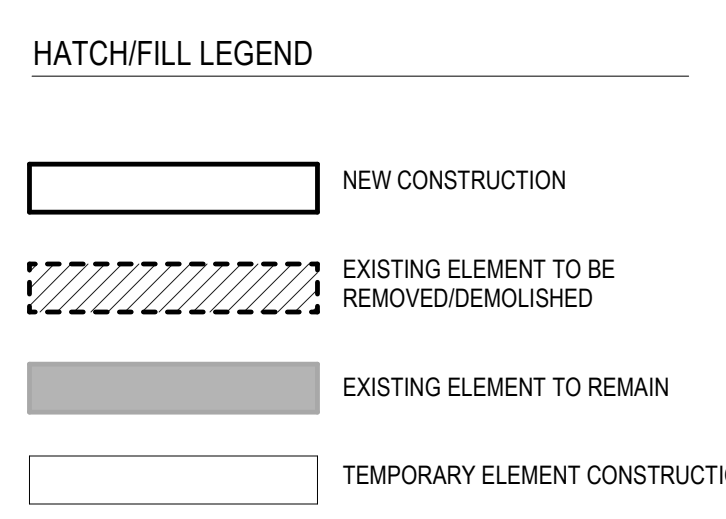 HATCH/FILL LEGEND
NEW CONSTRUCTION
EXISTING ELEMENT TO BE
REMOVED/DEMOLISHED
EXISTING ELEMENT TO REMAIN
TEMPORARY ELEMENT